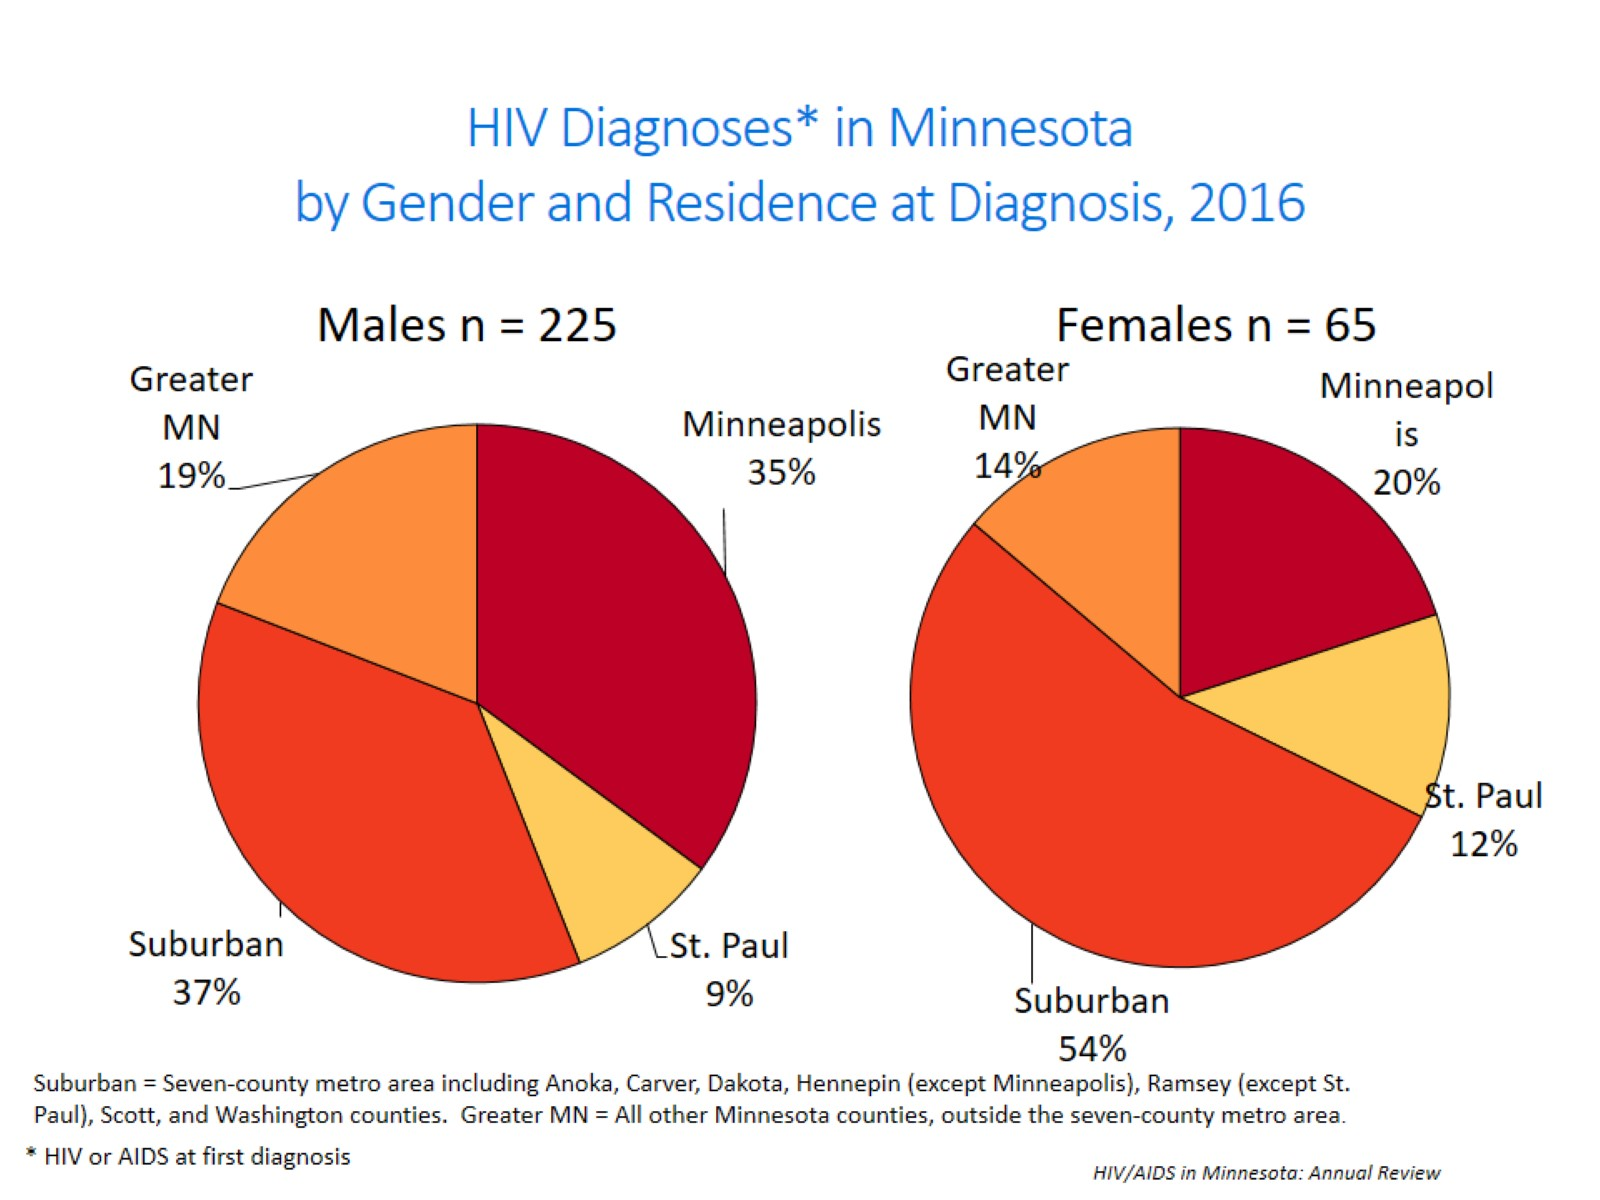 HIV Diagnoses* in Minnesota
by Gender and Residence at Diagnosis, 2016
Males n = 225
Greater
MN
19%
Minneapolis
35%
Suburban
37%
St. Paul
9%
Females n = 65
Greater
MN
14%
Minneapol
is
20%
St. Paul
12%
Suburban
54%
Suburban = Seven-county metro area including Anoka, Carver, Dakota, Hennepin (except Minneapolis), Ramsey (except St.
Paul), Scott, and Washington counties.  Greater MN = All other Minnesota counties, outside the seven-county metro area.
* HIV or AIDS at first diagnosis
HIV/AIDS in Minnesota: Annual Review